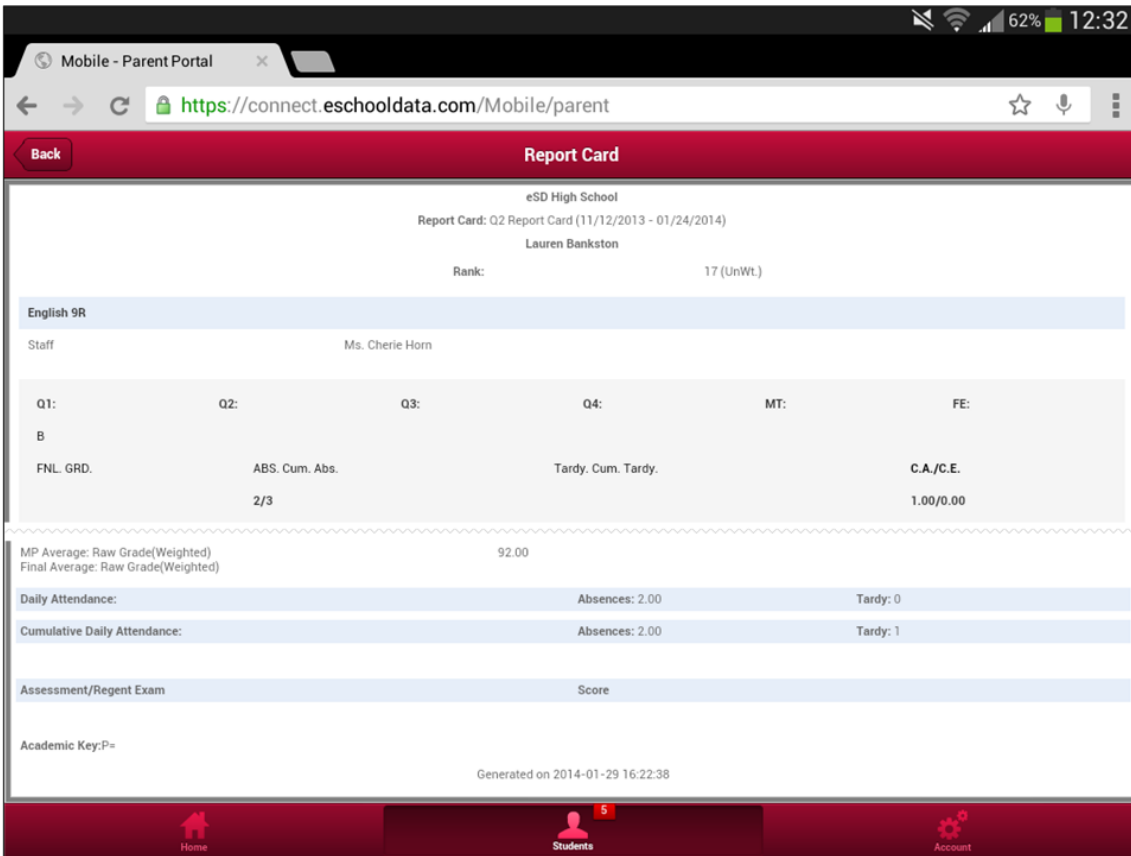 62% 12:32
Mobile - Parent Portal ×
https://connect.eschooldata.com/Mobile/parent
Back Report Card
eSD High School
Report Card: Q2 Report Card (11/12/2013 - 01/24/2014)
Lauren Bankston
Rank: 17 (UnWt.)
English 9R
Staff Ms. Cherie Horn
Q1: Q2: Q3: Q4: MT: FE:
B
FNL. GRD. ABS. Cum. Abs. Tardy. Cum. Tardy. C.A./C.E.
2/3 1.00/0.00
MP Average: Raw Grade(Weighted) 92.00
Final Average: Raw Grade(Weighted)
Daily Attendance: Absences: 2.00 Tardy: 0
Cumulative Daily Attendance: Absences: 2.00 Tardy: 1
Assessment/Regent Exam Score
Academic Key:P=
Generated on 2014-01-29 16:22:38
5
Home Students Account